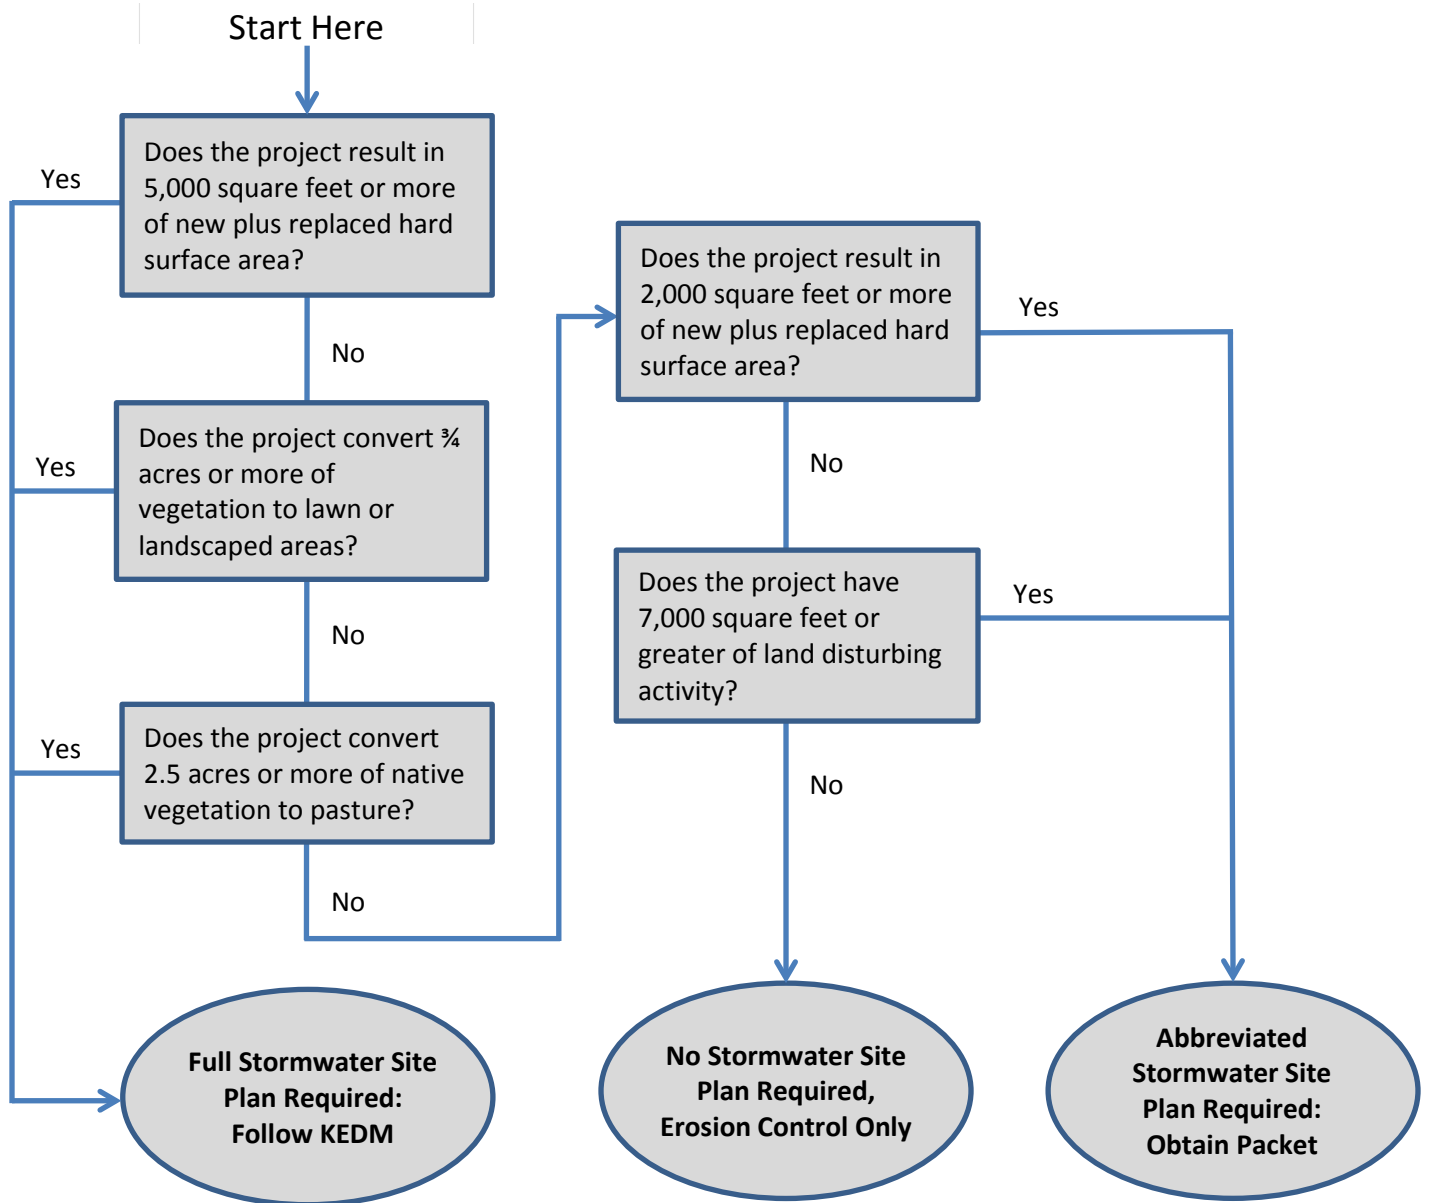 Start Here
Does the project result in
5,000 square feet or more
of new plus replaced hard
surface area?
Yes
No
Does the project convert ¾
acres or more of
vegetation to lawn or
landscaped areas?
Yes
No
Does the project convert
2.5 acres or more of native
vegetation to pasture?
Yes
No
Does the project result in
2,000 square feet or more
of new plus replaced hard
surface area?
Yes
No
Does the project have
7,000 square feet or
greater of land disturbing
activity?
Yes
No
Full Stormwater Site
Plan Required:
Follow KEDM
No Stormwater Site
Plan Required,
Erosion Control Only
Abbreviated
Stormwater Site
Plan Required:
Obtain Packet